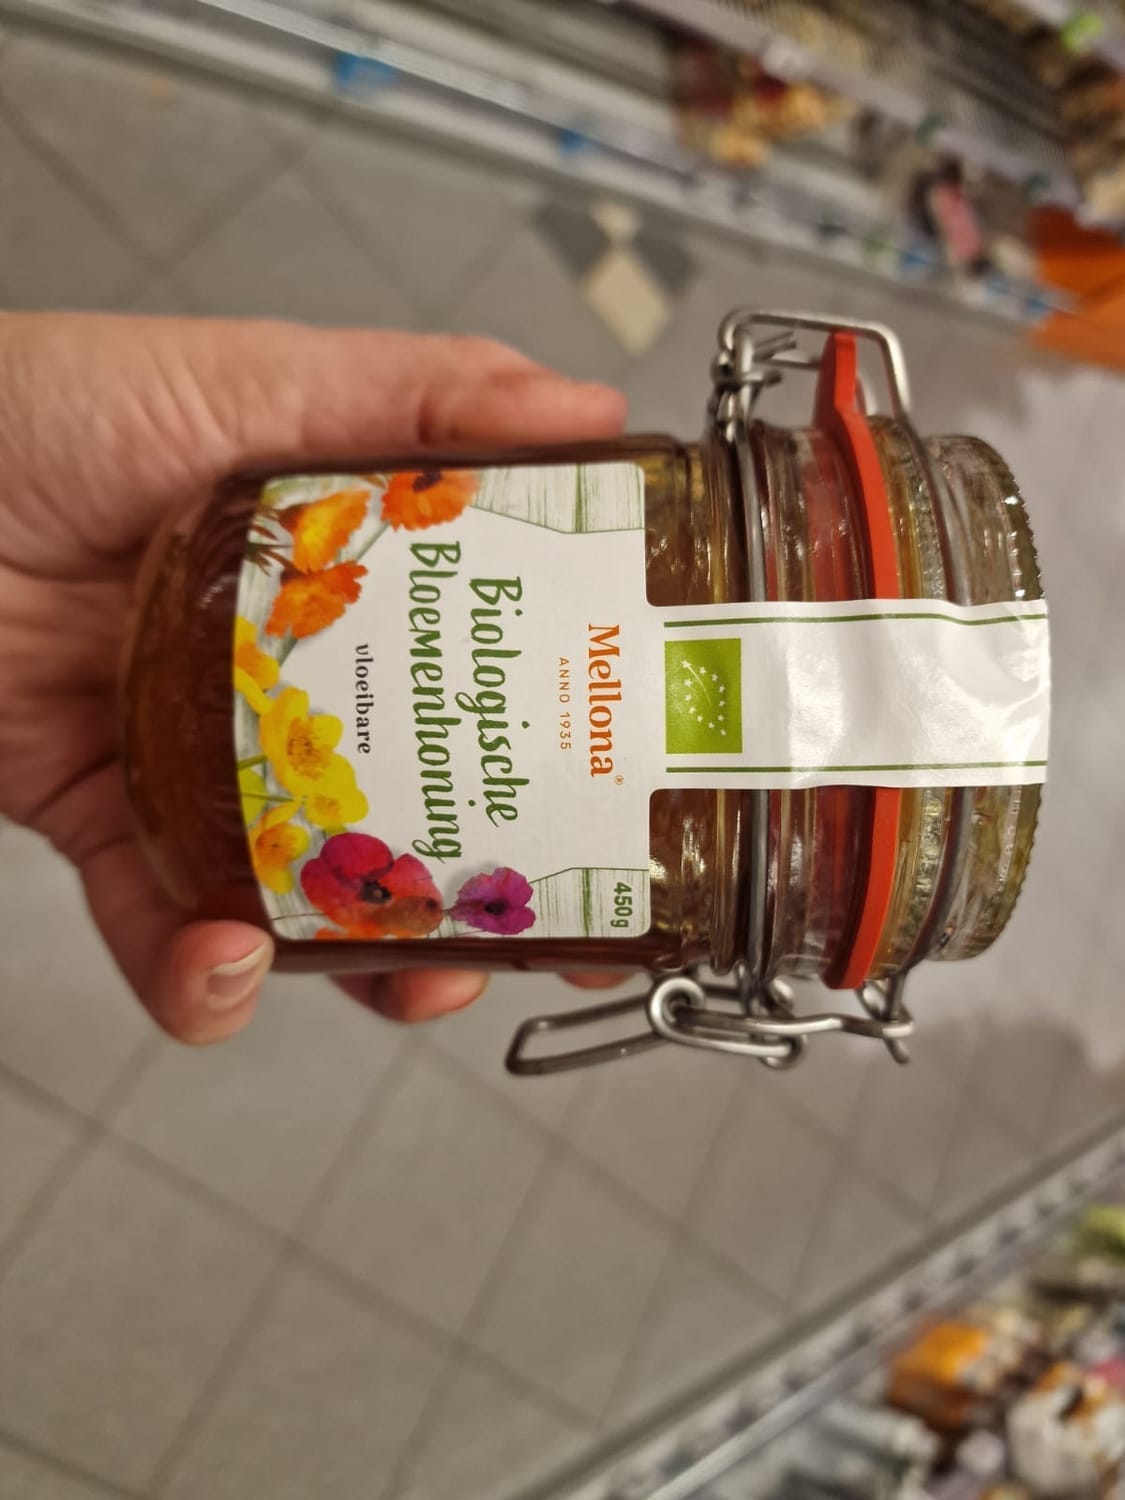 Mellona®
ANNO 1935
Biologische
Bloemenhoning
vloeibare
450g